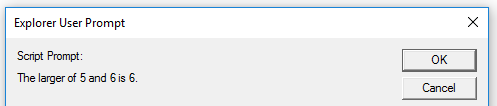 Explorer User Prompt
Script Prompt:
OK
The larger of 5 and 6 is 6.
Cancel